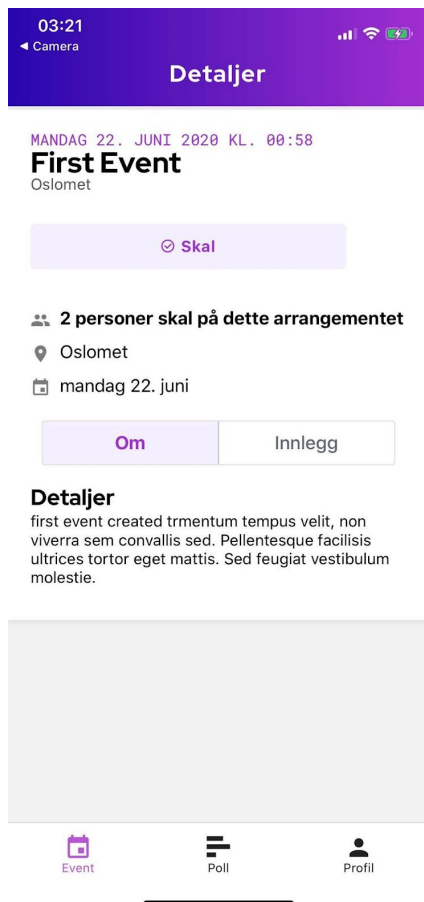 03:21
◀ Camera
Detaljer
MANDAG 22. JUNI 2020 KL. 00:58
First Event
Oslomet
Skal
2 personer skal på dette arrangementet
Oslomet
mandag 22. juni
Om
Innlegg
Detaljer
first event created trmentum tempus velit, non
viverra sem convallis sed. Pellentesque facilisis
ultrices tortor eget mattis. Sed feugiat vestibulum
molestie.
Event
Poll
Profil